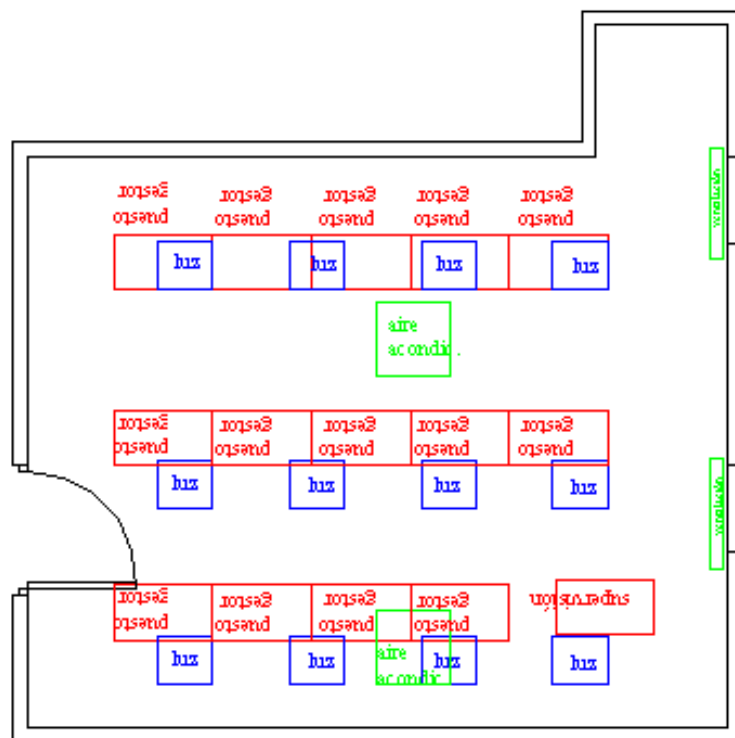 puesto
Gestor
puesto
Gestor
puesto
Gestor
puesto
Gestor
puesto
Gestor
ventilación
luz
luz
luz
luz
aire
acondic.
puesto
Gestor
puesto
Gestor
puesto
Gestor
puesto
Gestor
puesto
Gestor
luz
luz
luz
luz
ventilación
puesto
Gestor
puesto
Gestor
puesto
Gestor
puesto
Gestor
supervisión
aire
acondic
luz
luz
luz
luz